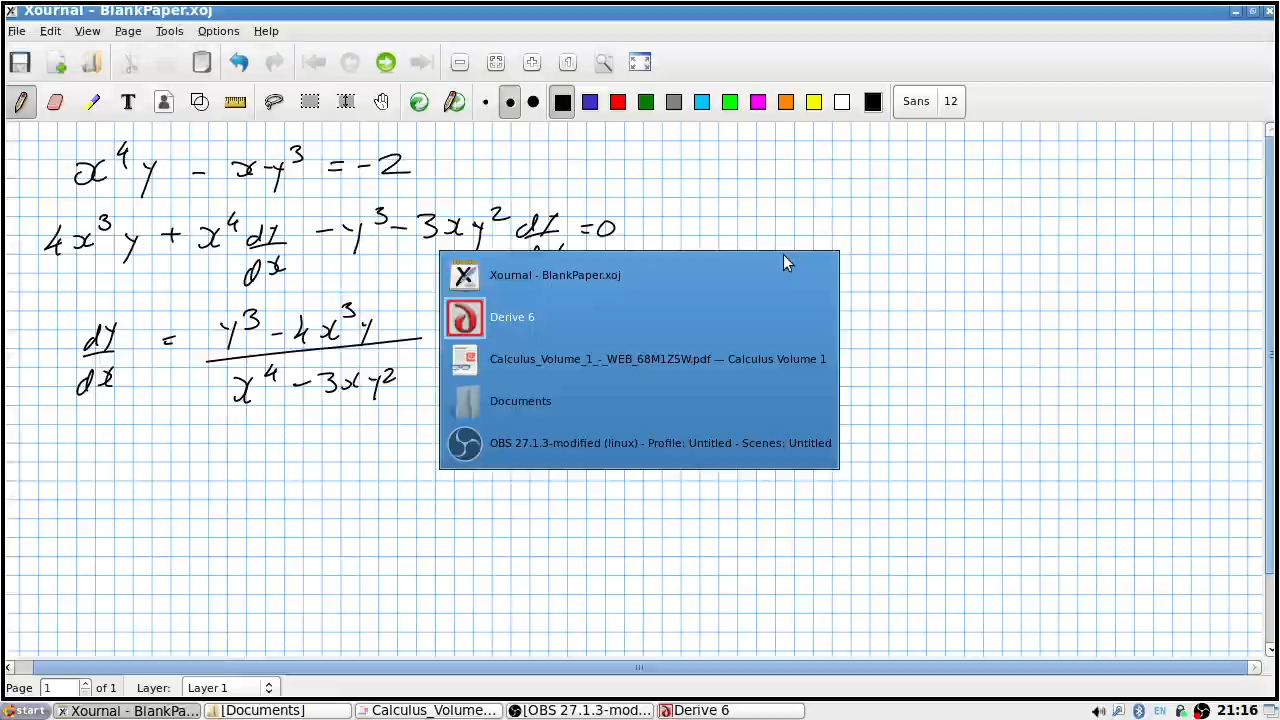 Xournal - BlankPaper.xoj
File Edit View Page Tools Options Help
T Sans 12
x⁴y - xy³ = -2
4x³y + x⁴ dy/dx - y³ - 3xy² dy/dx = 0
dy/dx = (y³ - 4x³y)/(x⁴ - 3xy²)
Xournal - BlankPaper.xoj
Derive 6
Calculus_Volume_1_-_WEB_68M1Z5W.pdf — Calculus Volume 1
Documents
OBS 27.1.3-modified (linux) - Profile: Untitled - Scenes: Untitled
Page 1 of 1 Layer: Layer 1
start Xournal - BlankPa... [Documents] Calculus_Volume... [OBS 27.1.3-mod... Derive 6 EN 21:16